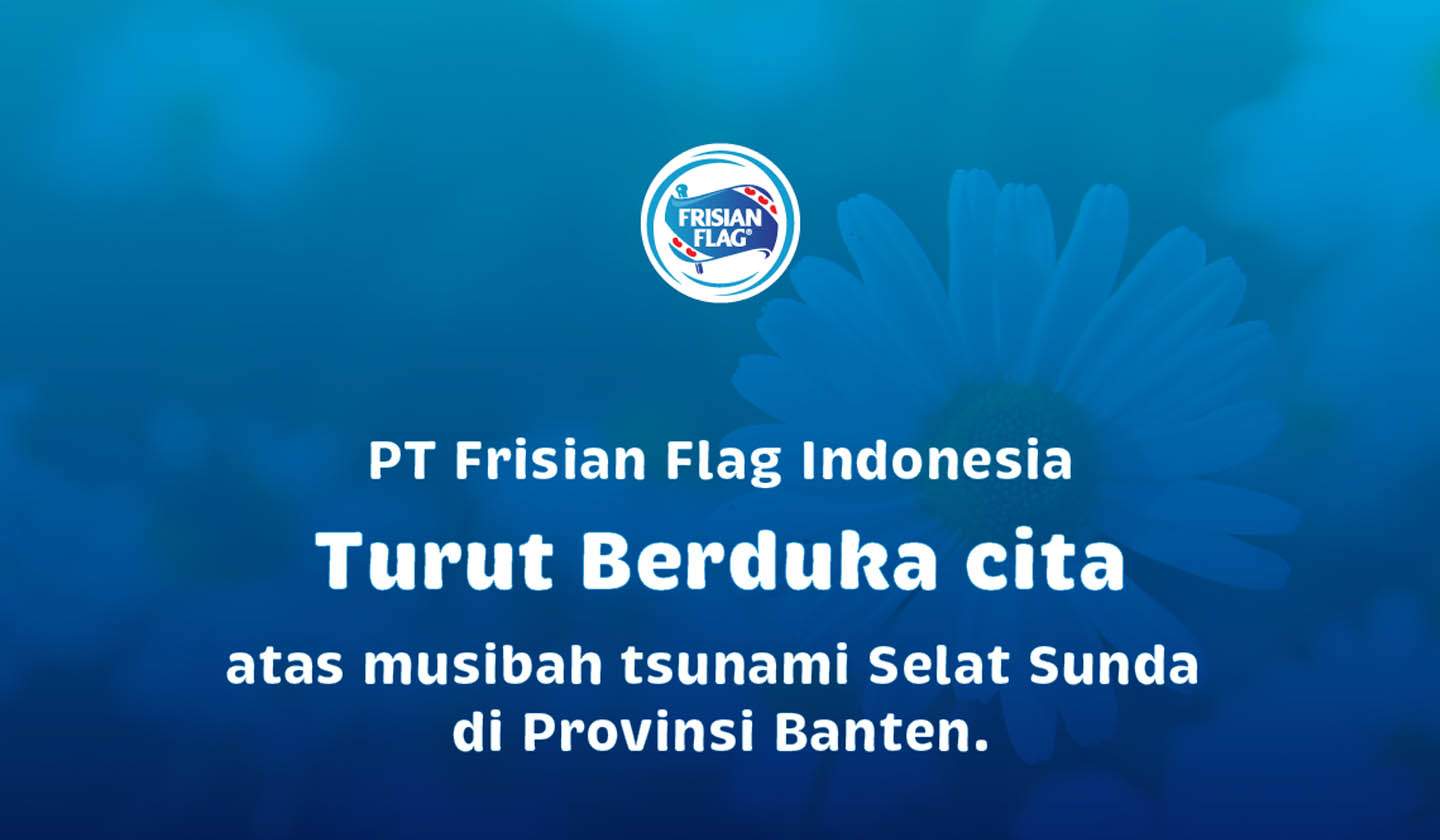 FRISIAN
FLAG®
PT Frisian Flag Indonesia
Turut Berduka cita
atas musibah tsunami Selat Sunda
di Provinsi Banten.